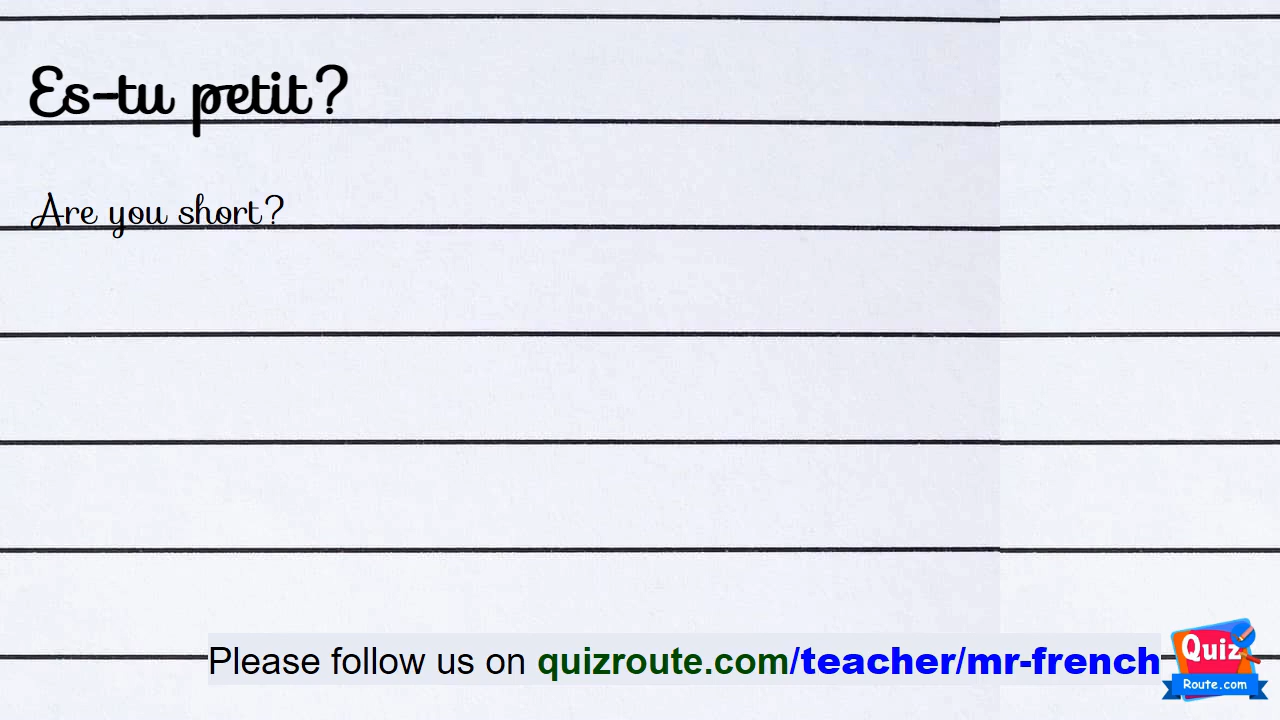 Es-tu petit?
Are you short?
Please follow us on quizroute.com/teacher/mr-french
Quiz
Route.com